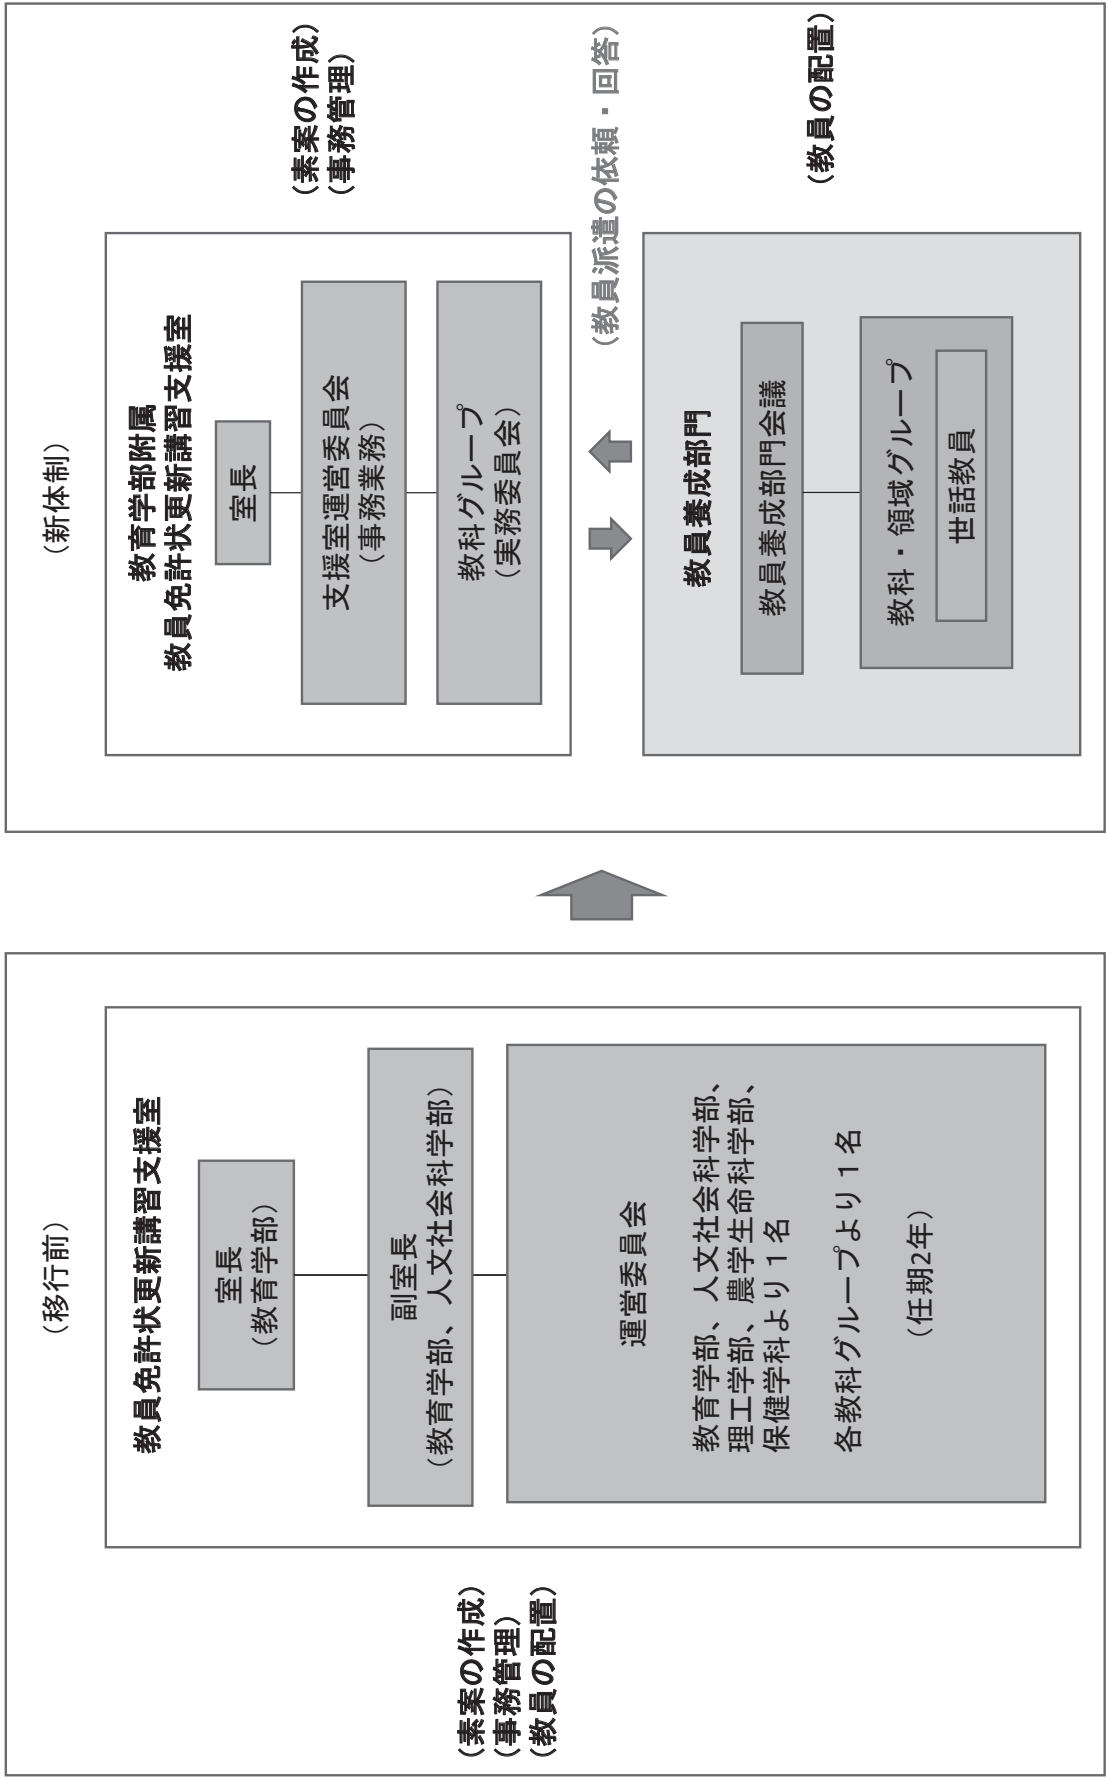 （移行前）
教員免許状更新講習支援室
室長
（教育学部）
副室長
（教育学部、人文社会科学部）
運営委員会
教育学部、人文社会科学部、
理工学部、農学生命科学部、
保健学科より１名
各教科グループより１名
（任期2年）
（素案の作成）
（事務管理）
（教員の配置）
（新体制）
教育学部附属
教員免許状更新講習支援室
室長
支援室運営委員会
（事務業務）
教科グループ
（実務委員会）
（素案の作成）
（事務管理）
（教員派遣の依頼・回答）
教員養成部門
教員養成部門会議
教科・領域グループ
世話教員
（教員の配置）